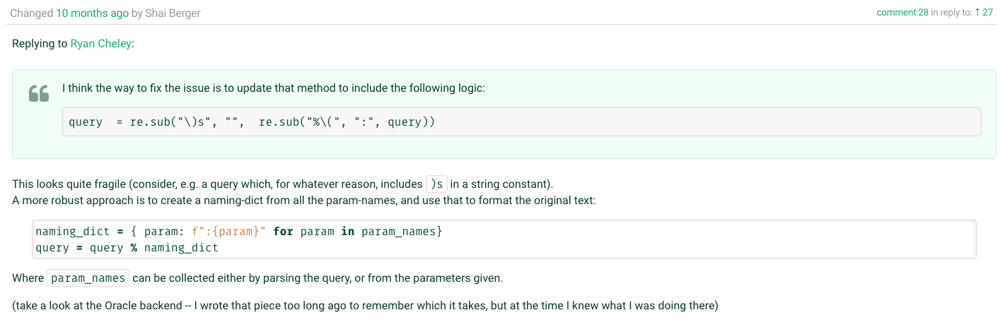 Changed 10 months ago by Shai Berger
comment:28 in reply to: ↑ 27
Replying to Ryan Cheley:
I think the way to fix the issue is to update that method to include the following logic:
query  = re.sub("\)s", "",  re.sub("%\(", ":", query))
This looks quite fragile (consider, e.g. a query which, for whatever reason, includes )s in a string constant).
A more robust approach is to create a naming-dict from all the param-names, and use that to format the original text:
naming_dict = { param: f":{param}" for param in param_names}
query = query % naming_dict
Where param_names can be collected either by parsing the query, or from the parameters given.
(take a look at the Oracle backend -- I wrote that piece too long ago to remember which it takes, but at the time I knew what I was doing there)